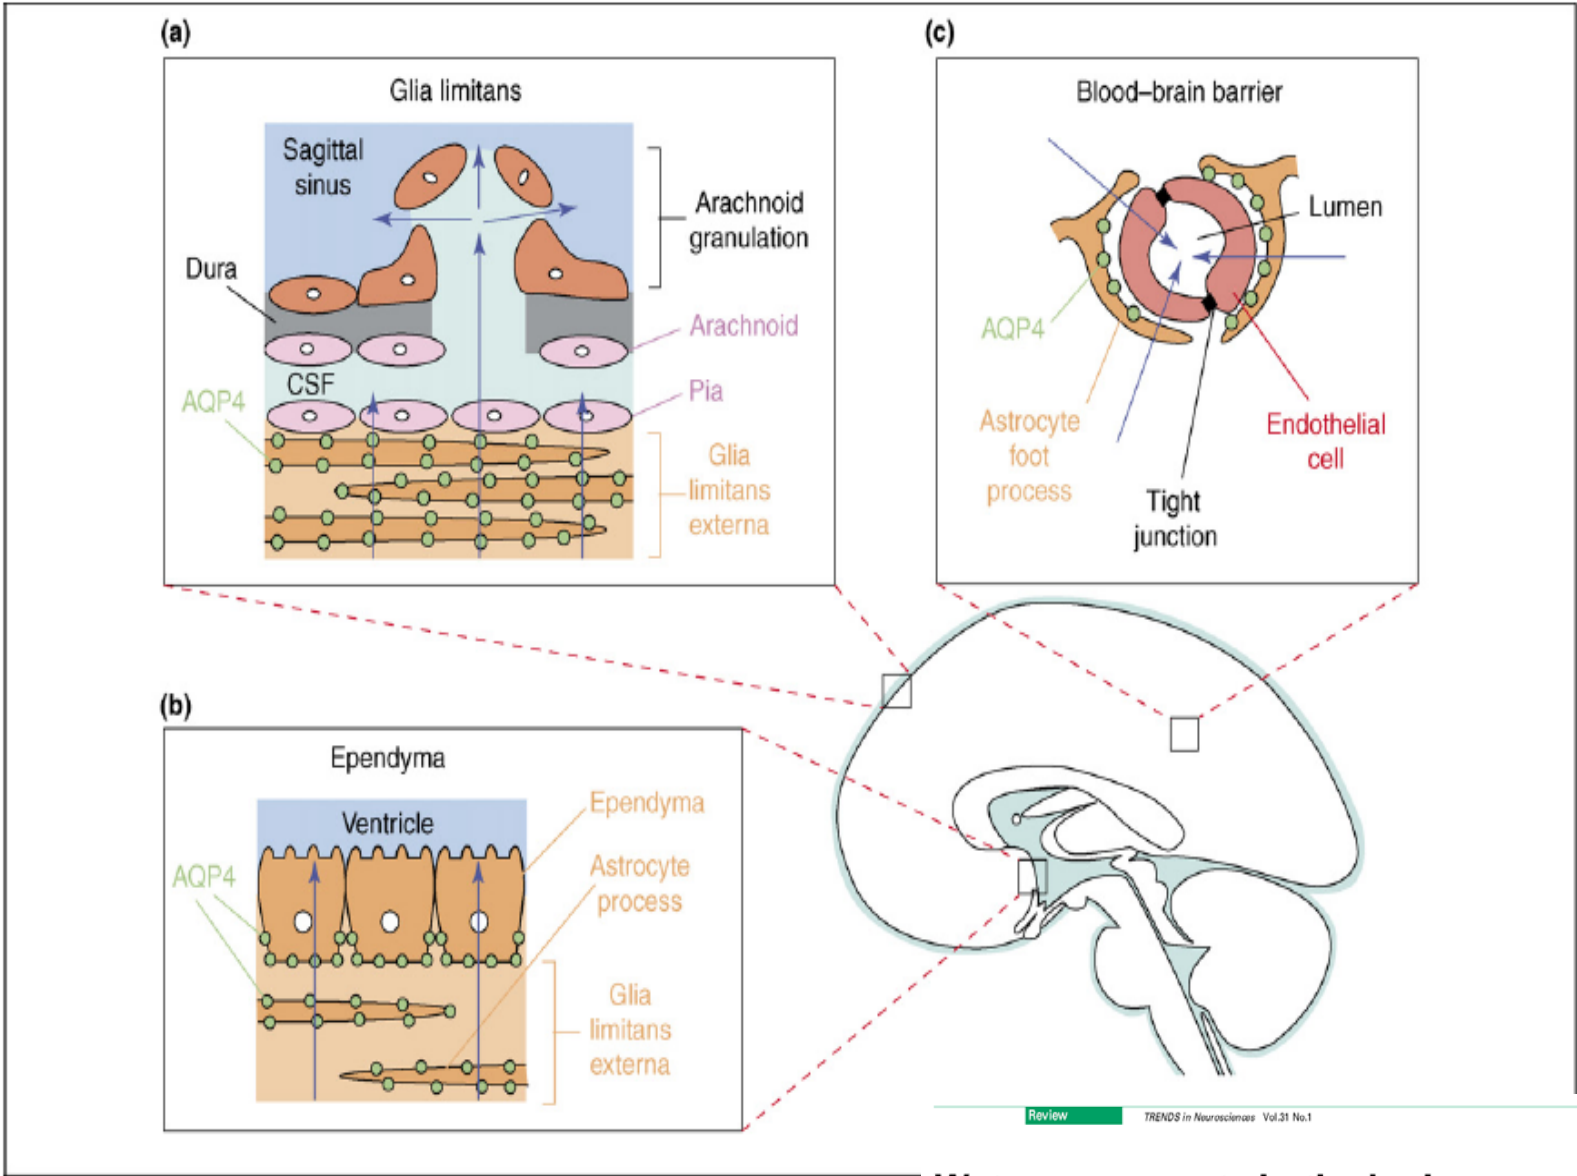 (a)
Glia limitans
Sagittal
sinus
Arachnoid
granulation
Dura
Arachnoid
CSF
Pia
AQP4
Glia
limitans
externa
(c)
Blood–brain barrier
Lumen
AQP4
Astrocyte
foot
process
Endothelial
cell
Tight
junction
(b)
Ependyma
Ventricle
Ependyma
AQP4
Astrocyte
process
Glia
limitans
externa
Review
TRENDS in Neurosciences Vol.31 No.1